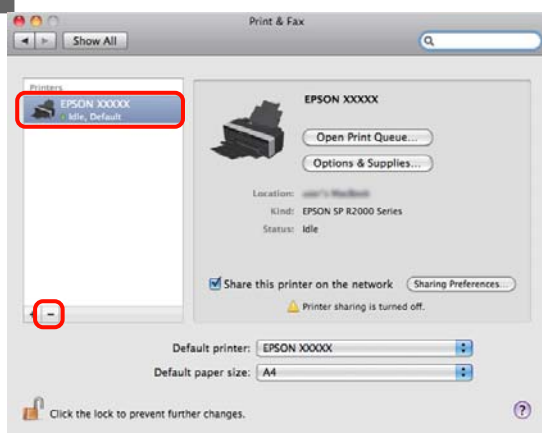 Print & Fax
Show All
Printers
EPSON XXXXX
Idle, Default
EPSON XXXXX
Open Print Queue...
Options & Supplies...
Location:
Kind: EPSON SP R2000 Series
Status: Idle
Share this printer on the network
Sharing Preferences...
Printer sharing is turned off.
+ −
Default printer: EPSON XXXXX
Default paper size: A4
Click the lock to prevent further changes.
?